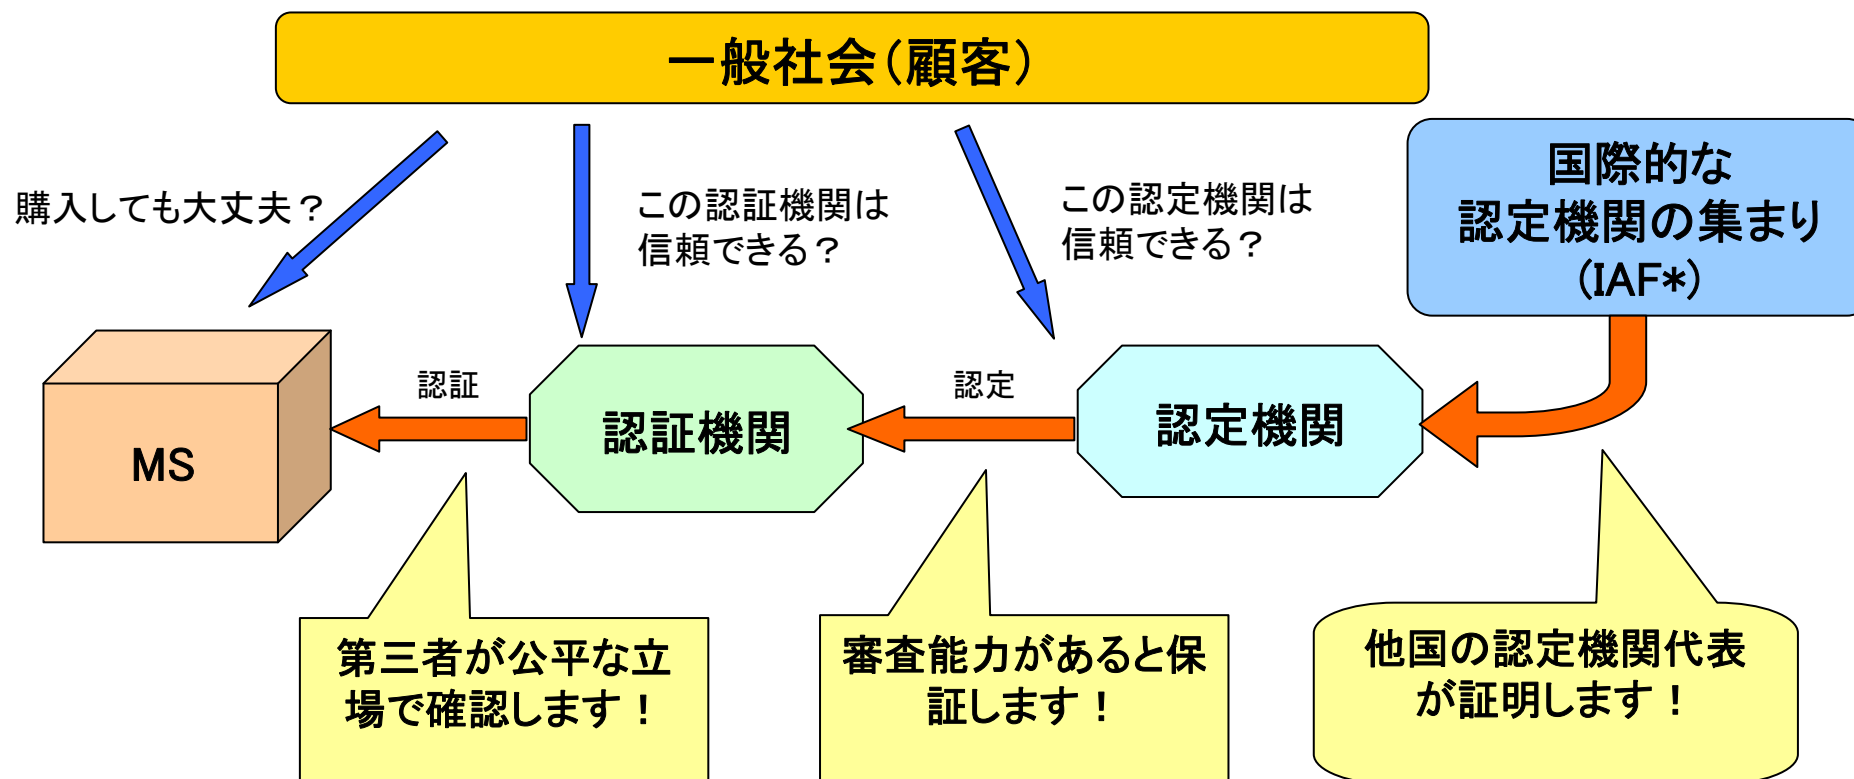 一般社会（顧客）
購入しても大丈夫？
この認証機関は
信頼できる？
この認定機関は
信頼できる？
国際的な
認定機関の集まり
(IAF*)
MS
認証
認証機関
認定
認定機関
第三者が公平な立
場で確認します！
審査能力があると保
証します！
他国の認定機関代表
が証明します！